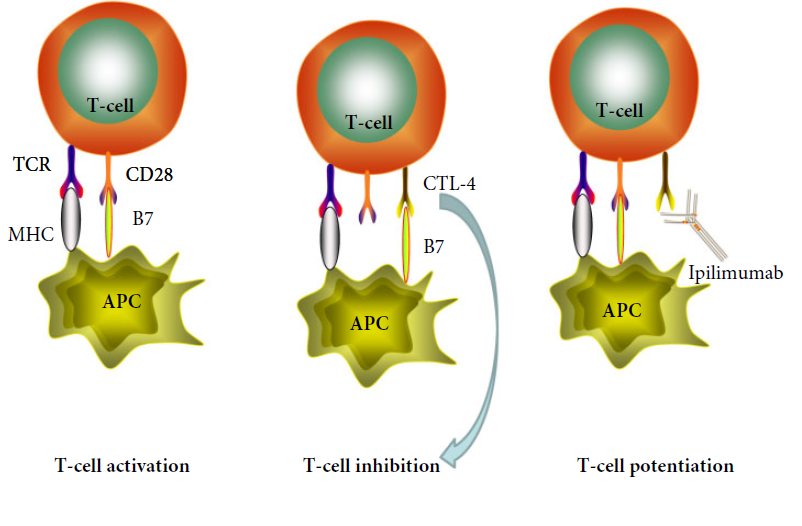 T-cell
TCR
CD28
MHC
B7
APC
T-cell activation
T-cell
CTL-4
B7
APC
T-cell inhibition
T-cell
Ipilimumab
APC
T-cell potentiation